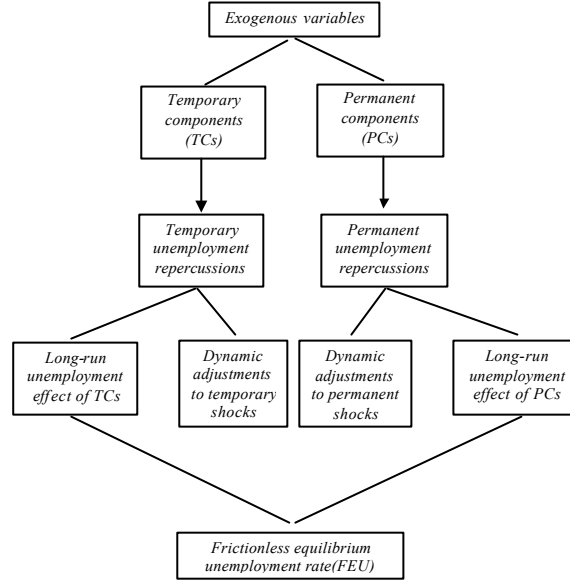 Exogenous variables
Temporary
components
(TCs)
Permanent
components
(PCs)
Temporary
unemployment
repercussions
Permanent
unemployment
repercussions
Long-run
unemployment
effect of TCs
Dynamic
adjustments
to temporary
shocks
Dynamic
adjustments
to permanent
shocks
Long-run
unemployment
effect of PCs
Frictionless equilibrium
unemployment rate(FEU)